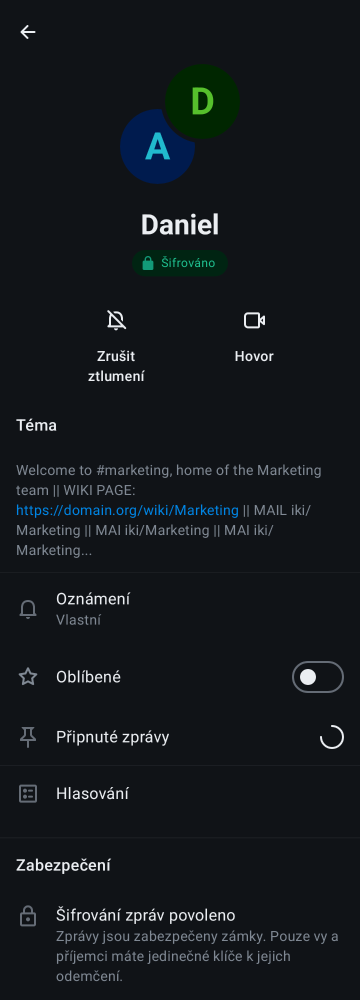 D
A
Daniel
Šifrováno
Zrušit
ztlumení
Hovor
Téma
Welcome to #marketing, home of the Marketing
team || WIKI PAGE:
https://domain.org/wiki/Marketing || MAIL iki/
Marketing || MAI iki/Marketing || MAI iki/
Marketing...
Oznámení
Vlastní
Oblíbené
Připnuté zprávy
Hlasování
Zabezpečení
Šifrování zpráv povoleno
Zprávy jsou zabezpečeny zámky. Pouze vy a
příjemci máte jedinečné klíče k jejich
odemčení.